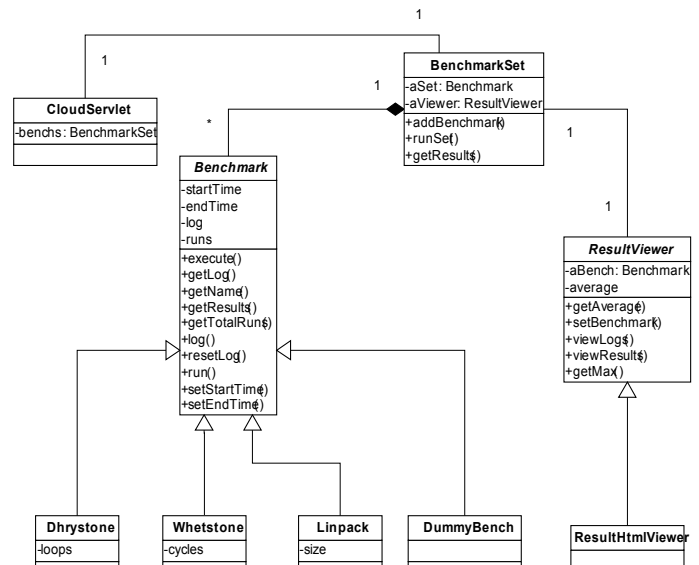 1
1
BenchmarkSet
-aSet: Benchmark
-aViewer: ResultViewer
+addBenchmark()
+runSet()
+getResults()
1
CloudServlet
-benchs: BenchmarkSet
*
1
Benchmark
-startTime
-endTime
-log
-runs
+execute()
+getLog()
+getName()
+getResults()
+getTotalRuns()
+log()
+resetLog()
+run()
+setStartTime()
+setEndTime()
1
ResultViewer
-aBench: Benchmark
-average
+getAverage()
+setBenchmark()
+viewLogs()
+viewResults()
+getMax()
Dhrystone
-loops
Whetstone
-cycles
Linpack
-size
DummyBench
ResultHtmlViewer